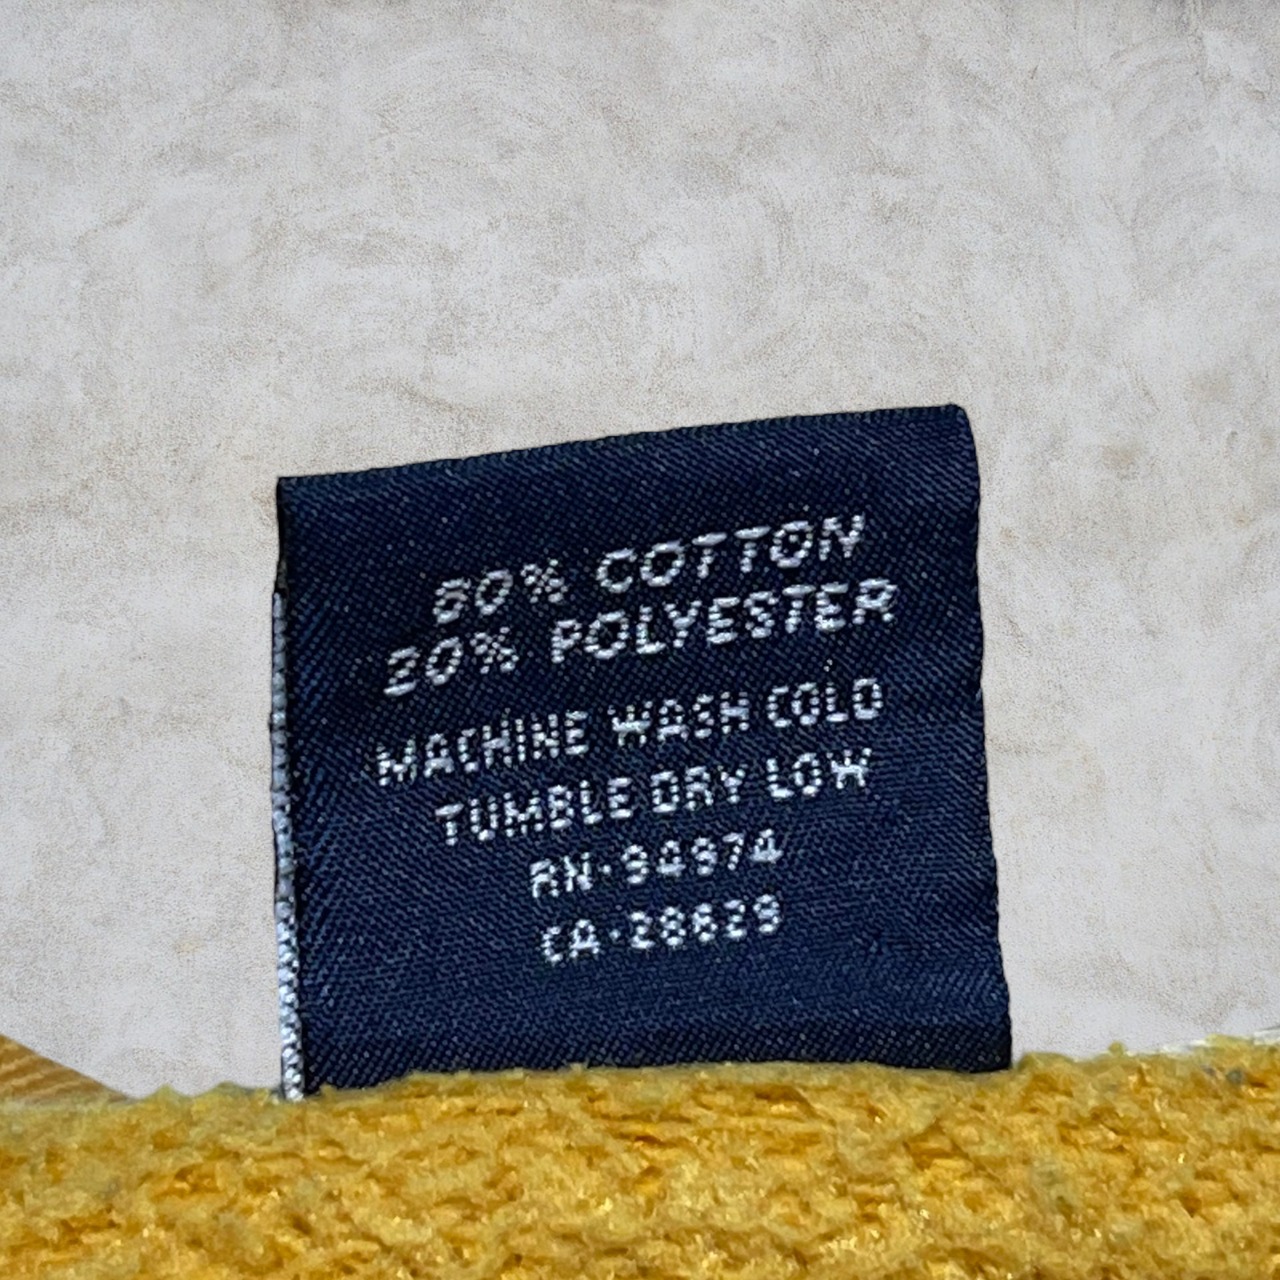 80% COTTON
20% POLYESTER
MACHINE WASH COLD
TUMBLE DRY LOW
RN·94974
CA·28629